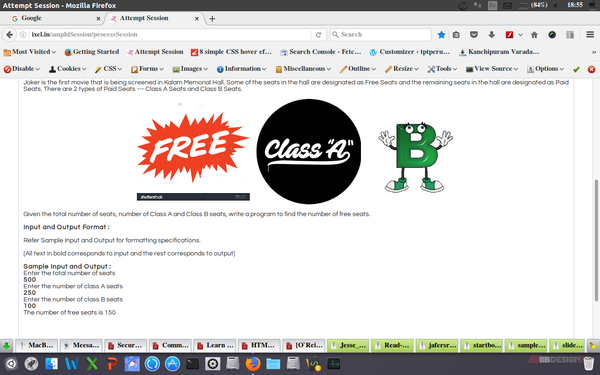 Attempt Session - Mozilla Firefox
(84%)
18:55
Google
Attempt Session
ixel.in/amphiSession/processSession
Search
Most Visited
Getting Started
Attempt Session
8 simple CSS hover ef...
Search Console - Fetc...
Customizer ‹ tptperu...
Kanchipuram Varada...
Disable
Cookies
CSS
Forms
Images
Information
Miscellaneous
Outline
Resize
Tools
View Source
Options
Joker is the first movie that is being screened in Kalam Memorial Hall. Some of the seats in the hall are designated as Free Seats and the remaining seats in the hall are designated as Paid
Seats. There are 2 types of Paid Seats --- Class A Seats and Class B Seats.
FREE
shutterstock
Class "A"
B
Given the total number of seats, number of Class A and Class B seats, write a program to find the number of free seats.
Input and Output Format :
Refer Sample Input and Output for formatting specifications.
[All text in bold corresponds to input and the rest corresponds to output]
Sample Input and Output :
Enter the total number of seats
500
Enter the number of class A seats
250
Enter the number of class B seats
100
The number of free seats is 150
MacB...
Messa...
Secur...
Comm...
Learn ...
HTM...
[O`Rei...
Jesse_...
Read-...
jafersr...
startbo...
sample...
slide...